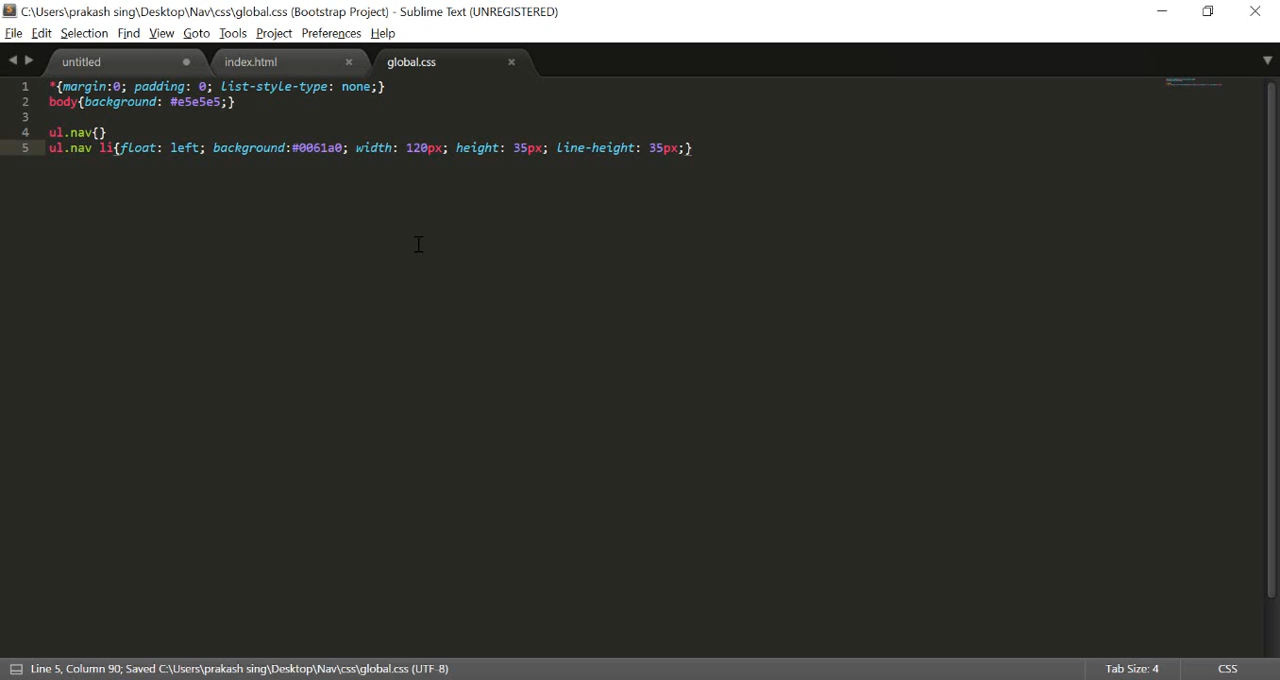 C:\Users\prakash sing\Desktop\Nav\css\global.css (Bootstrap Project) - Sublime Text (UNREGISTERED)
File Edit Selection Find View Goto Tools Project Preferences Help
untitled index.html global.css
1 *{margin:0; padding: 0; list-style-type: none;}
2 body{background: #e5e5e5;}
3
4 ul.nav{}
5 ul.nav li{float: left; background:#0061a0; width: 120px; height: 35px; line-height: 35px;}
Line 5, Column 90; Saved C:\Users\prakash sing\Desktop\Nav\css\global.css (UTF-8) Tab Size: 4 CSS